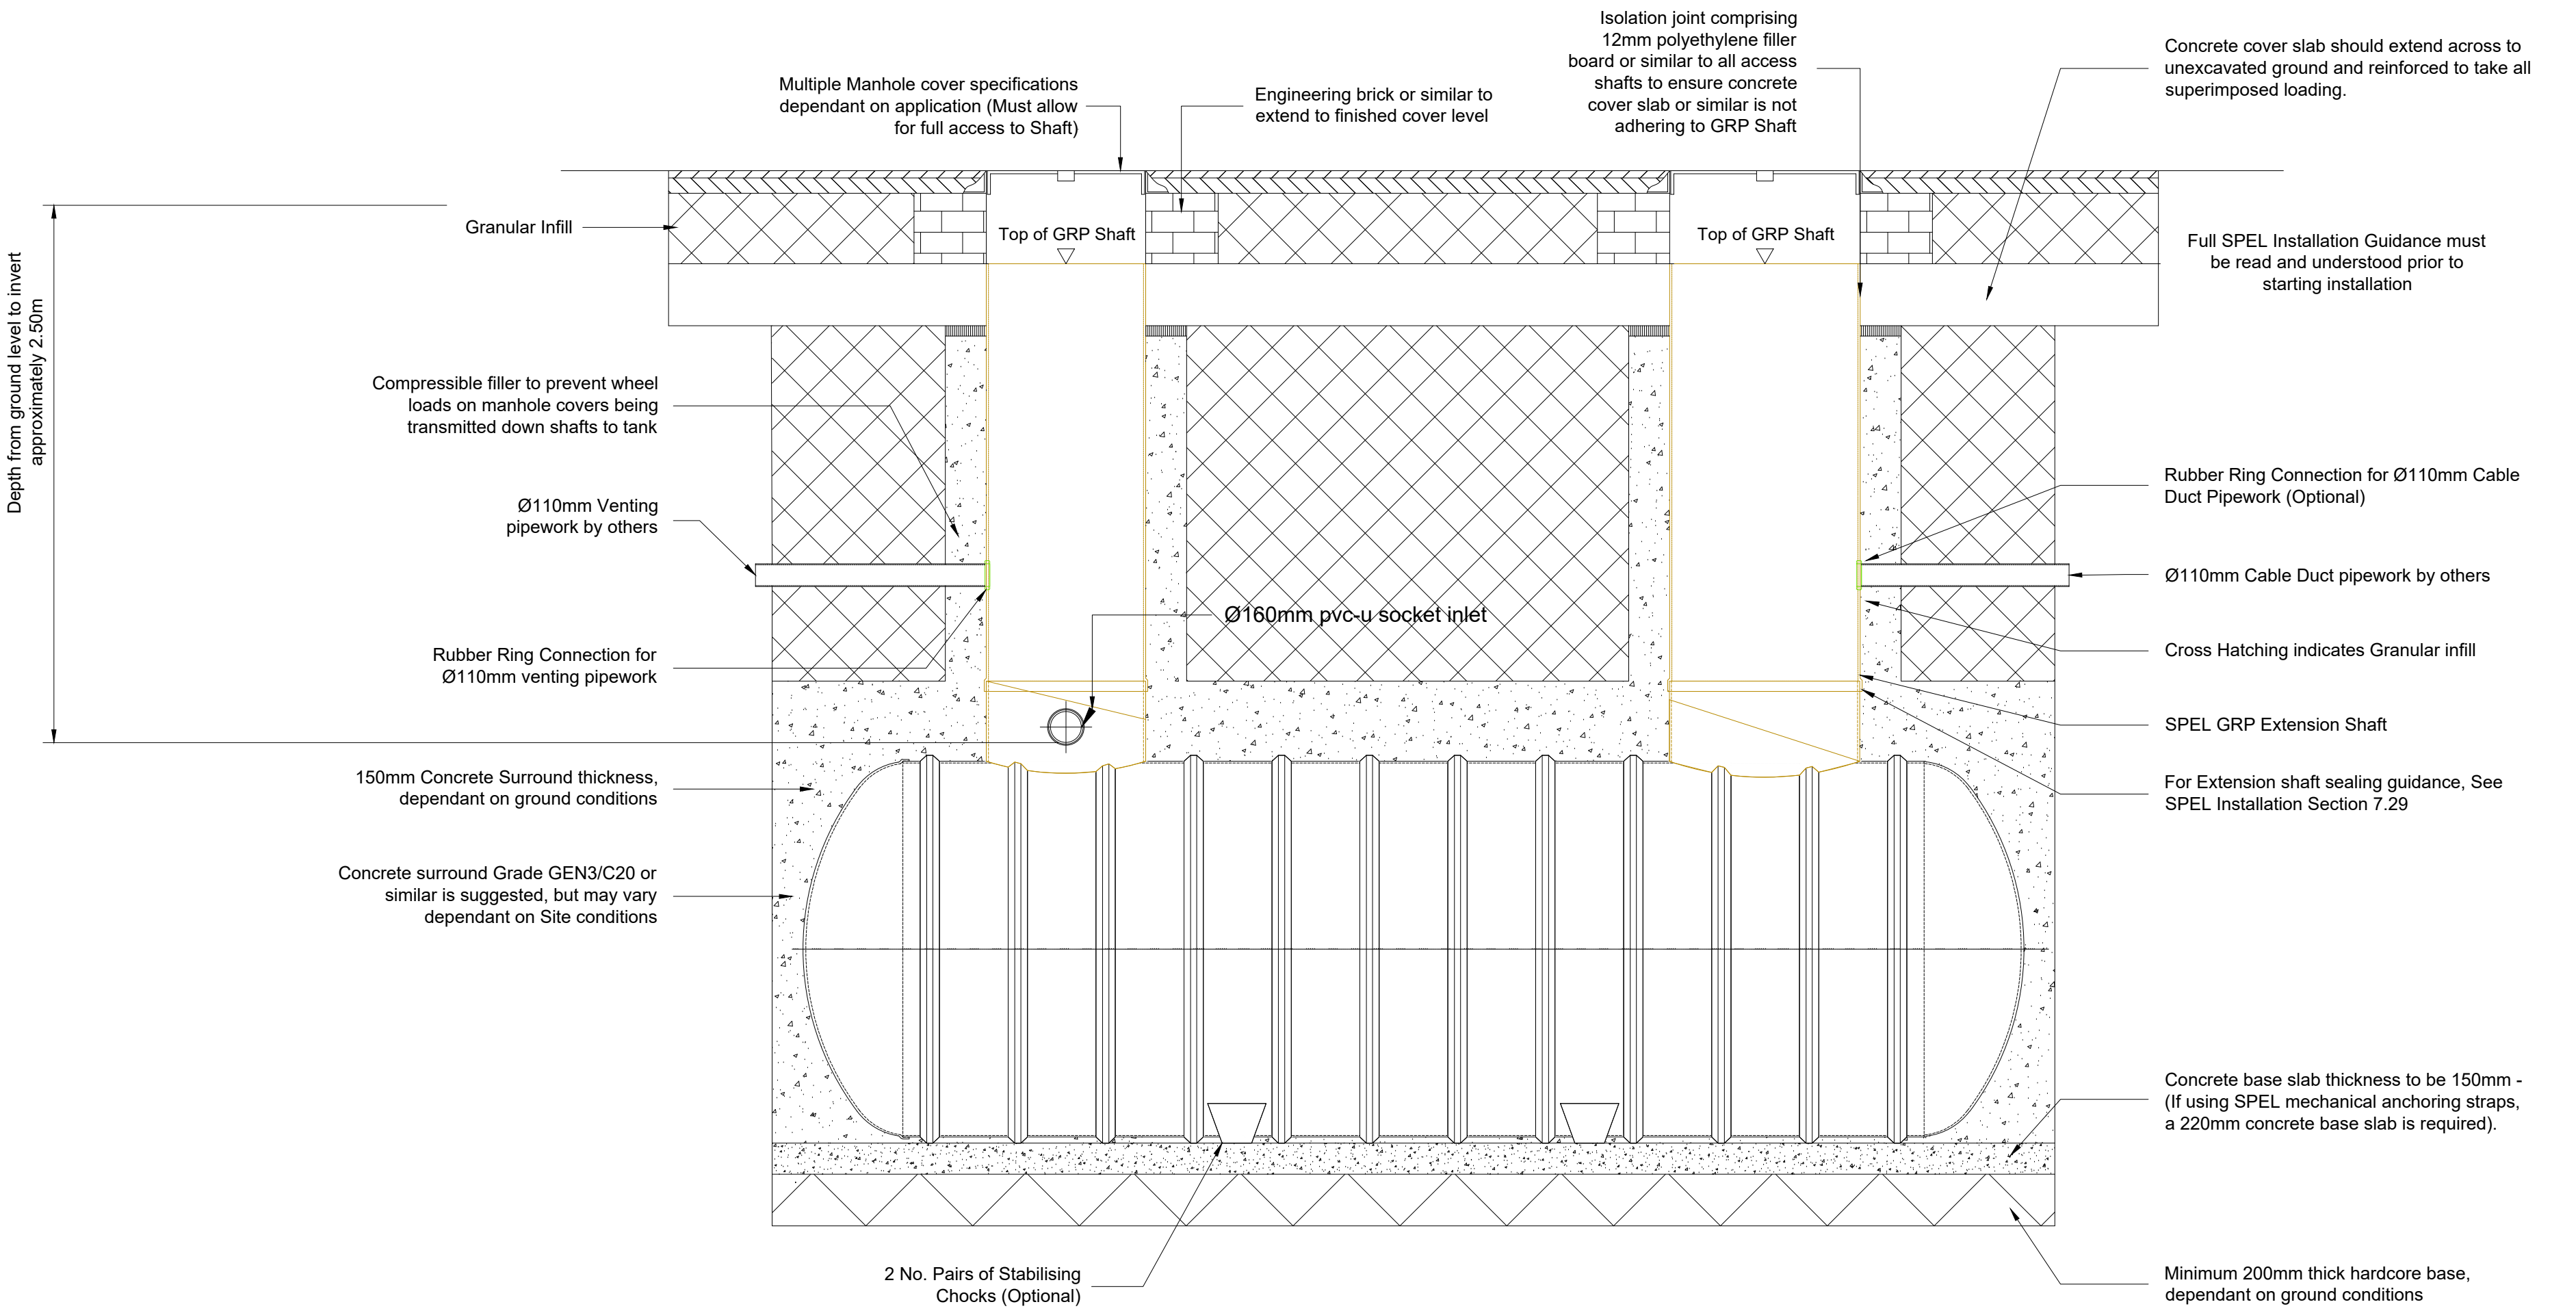 Isolation joint comprising
12mm polyethylene filler
board or similar to all access
shafts to ensure concrete
cover slab or similar is not
adhering to GRP Shaft
Concrete cover slab should extend across to
unexcavated ground and reinforced to take all
superimposed loading.
Multiple Manhole cover specifications
dependant on application (Must allow
for full access to Shaft)
Engineering brick or similar to
extend to finished cover level
Granular Infill
Top of GRP Shaft
Top of GRP Shaft
Full SPEL Installation Guidance must
be read and understood prior to
starting installation
Depth from ground level to invert
approximately 2.50m
Compressible filler to prevent wheel
loads on manhole covers being
transmitted down shafts to tank
Rubber Ring Connection for Ø110mm Cable
Duct Pipework (Optional)
Ø110mm Venting
pipework by others
Ø110mm Cable Duct pipework by others
Ø160mm pvc-u socket inlet
Rubber Ring Connection for
Ø110mm venting pipework
Cross Hatching indicates Granular infill
SPEL GRP Extension Shaft
150mm Concrete Surround thickness,
dependant on ground conditions
For Extension shaft sealing guidance, See
SPEL Installation Section 7.29
Concrete surround Grade GEN3/C20 or
similar is suggested, but may vary
dependant on Site conditions
Concrete base slab thickness to be 150mm -
(If using SPEL mechanical anchoring straps,
a 220mm concrete base slab is required).
2 No. Pairs of Stabilising
Chocks (Optional)
Minimum 200mm thick hardcore base,
dependant on ground conditions